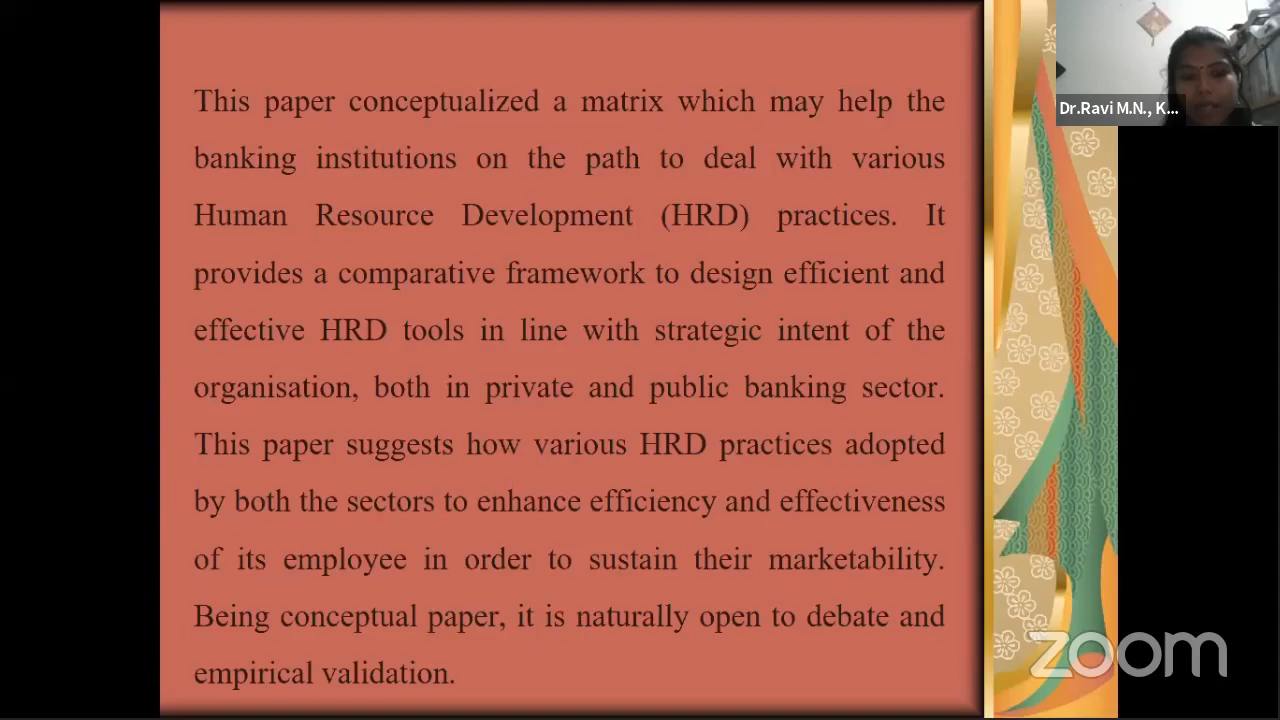 This paper conceptualized a matrix which may help the
banking institutions on the path to deal with various
Human Resource Development (HRD) practices. It
provides a comparative framework to design efficient and
effective HRD tools in line with strategic intent of the
organisation, both in private and public banking sector.
This paper suggests how various HRD practices adopted
by both the sectors to enhance efficiency and effectiveness
of its employee in order to sustain their marketability.
Being conceptual paper, it is naturally open to debate and
empirical validation.
Dr.Ravi M.N., K...
zoom